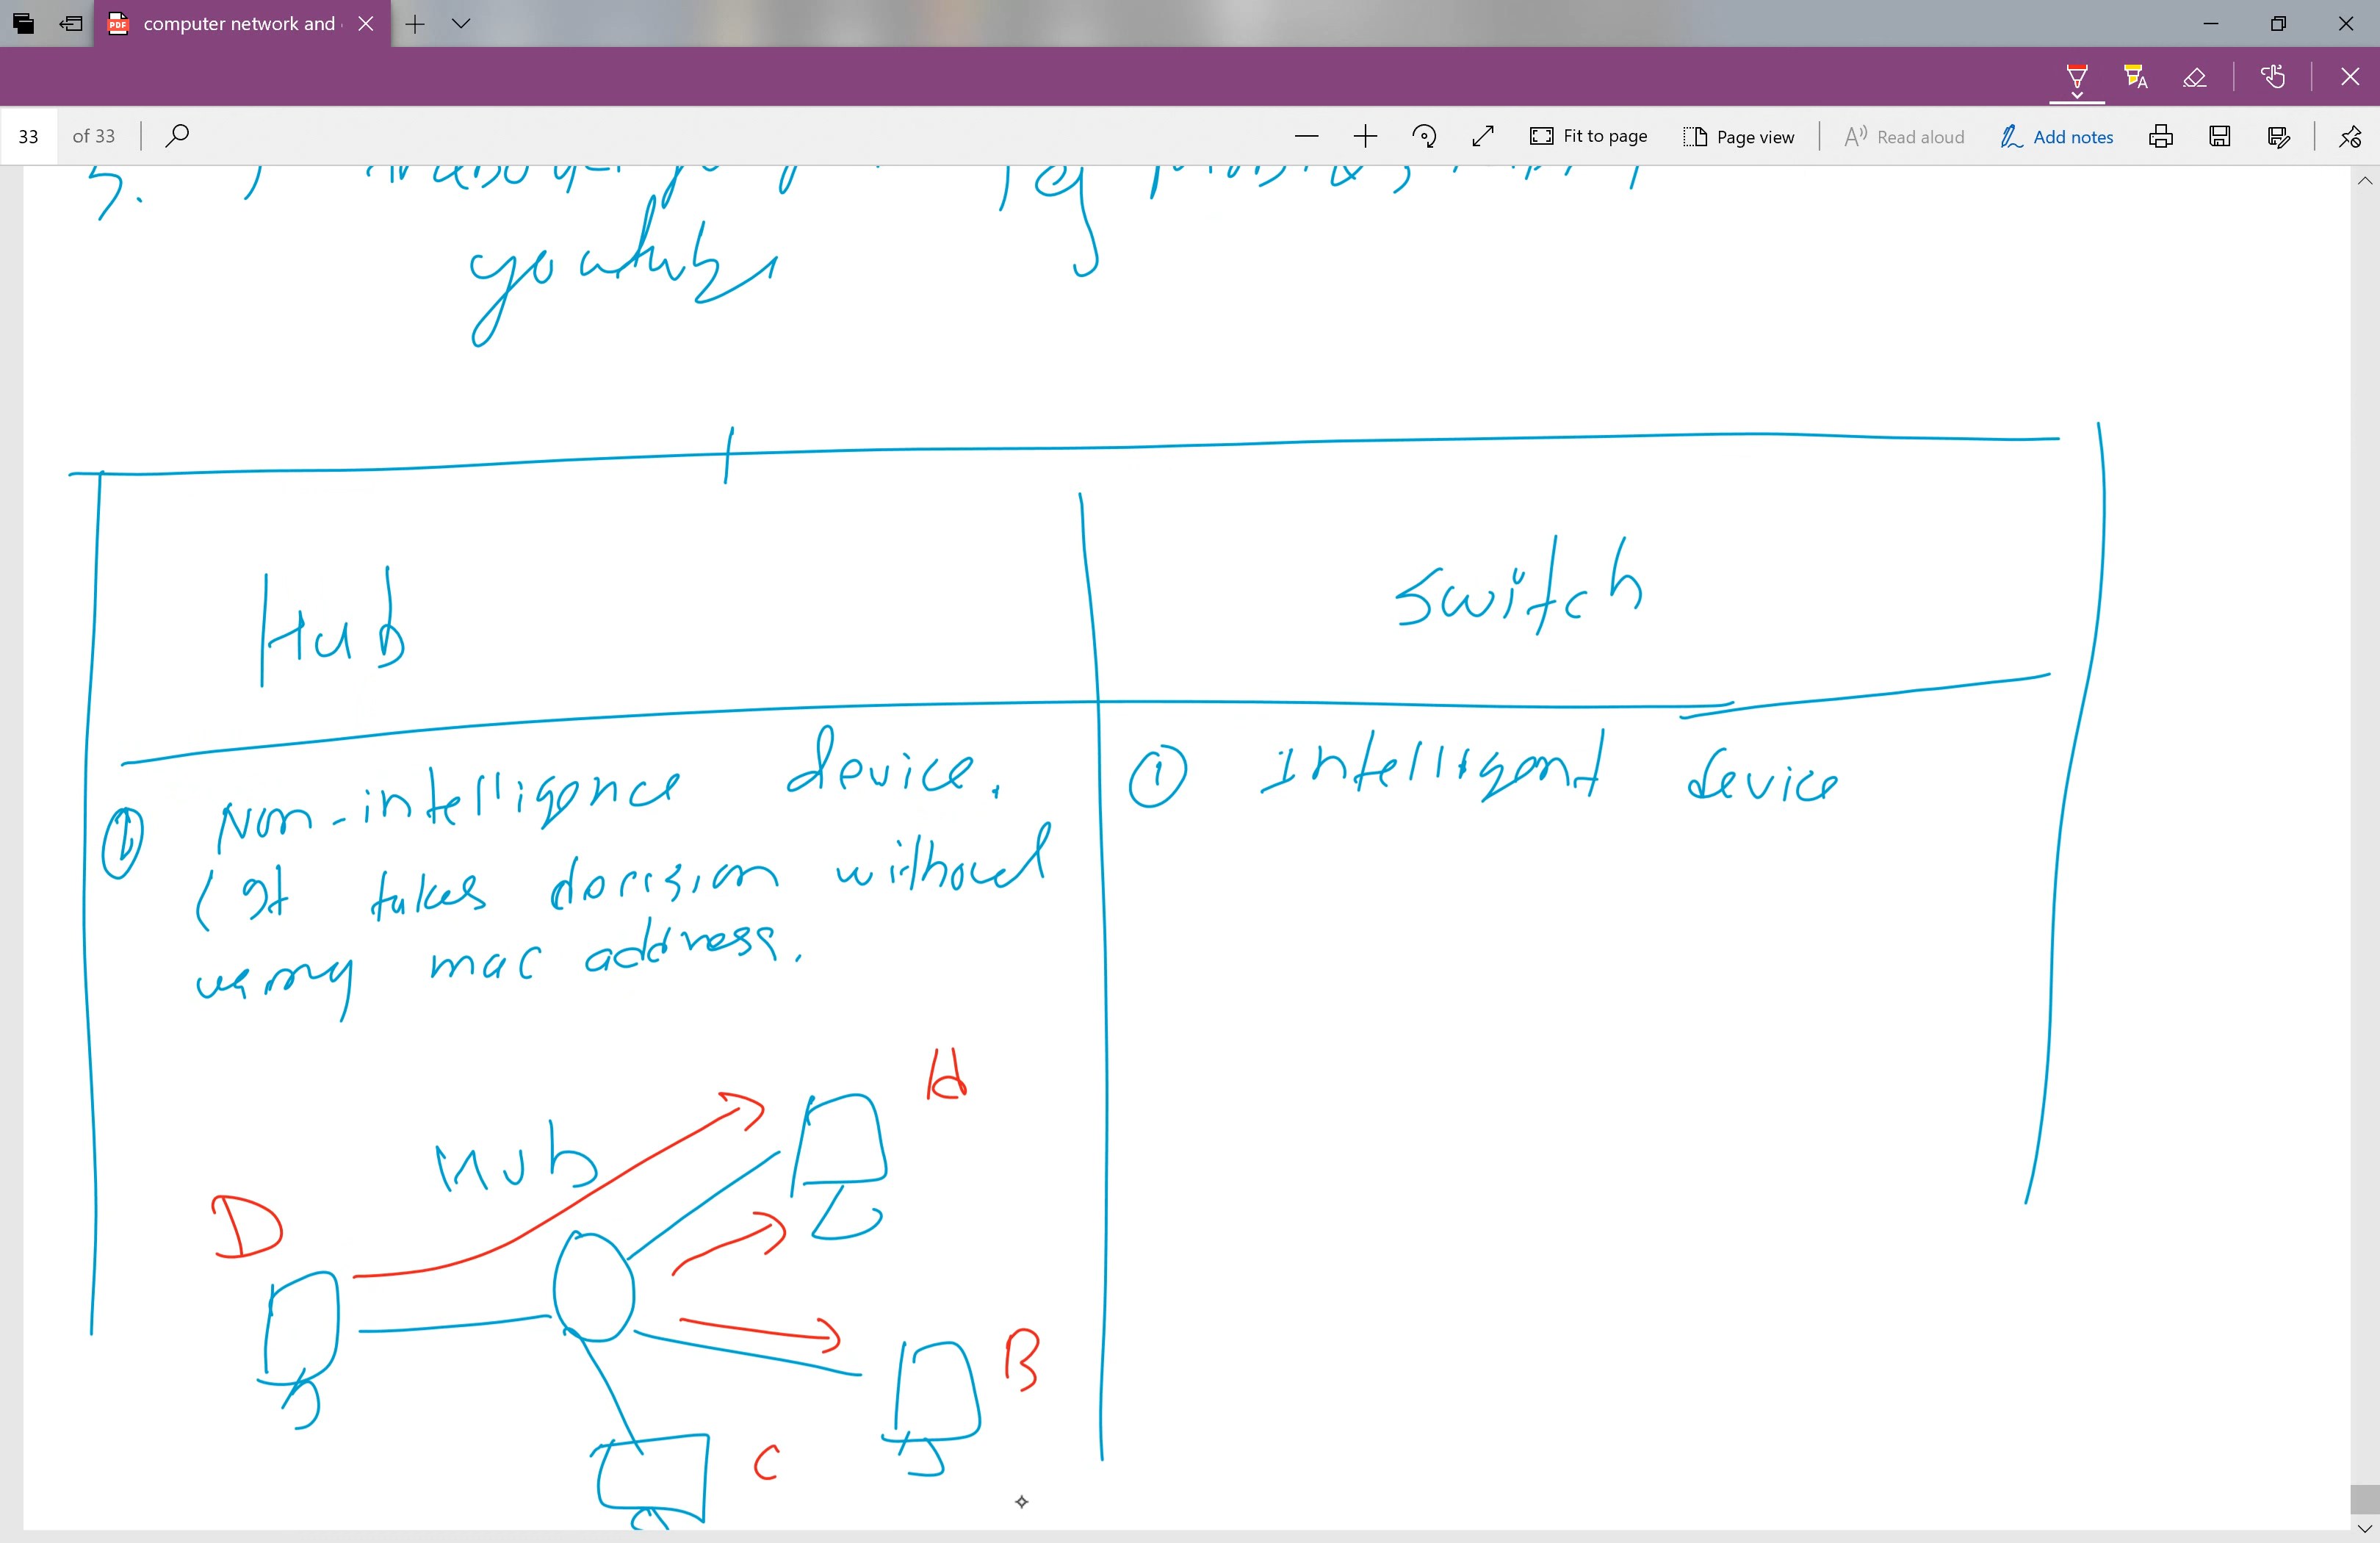 computer network and
33 of 33
Fit to page
Page view
Read aloud
Add notes
5.
Hub
Switch
① Non-intelligence device.
(It takes decision without
using mac address.
① intelligent device
Hub
A
D
B
C